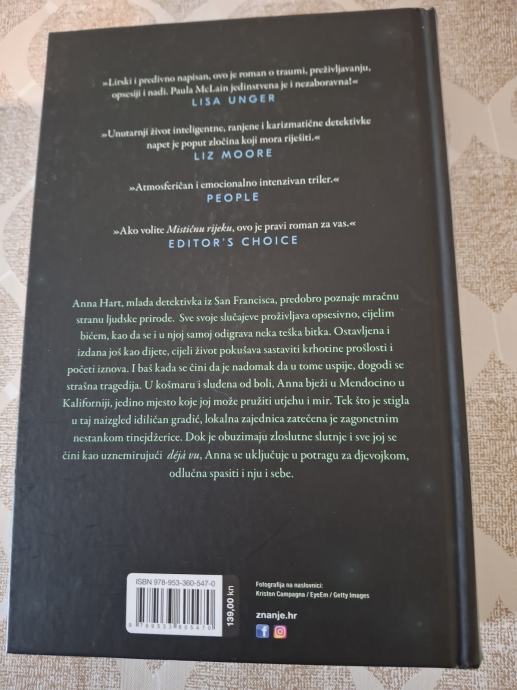 »Lirski i predivno napisan, ovo je roman o traumi, preživljavanju,
opsesiji i nadi. Paula McLain jedinstvena je i nezaboravna!«
LISA UNGER
»Unutarnji život inteligentne, ranjene i karizmatične detektivke
napet je poput zločina koji mora riješiti.«
LIZ MOORE
»Atmosferičan i emocionalno intenzivan triler.«
PEOPLE
»Ako volite Mističnu rijeku, ovo je pravi roman za vas.«
EDITOR'S CHOICE
Anna Hart, mlada detektivka iz San Francisca, predobro poznaje mračnu
stranu ljudske prirode. Sve svoje slučajeve proživljava opsesivno, cijelim
bićem, kao da se i u njoj samoj odigrava neka teška bitka. Ostavljena i
izdana još kao dijete, cijeli život pokušava sastaviti krhotine prošlosti i
početi iznova. I baš kada se čini da je nadomak da u tome uspije, dogodi se
strašna tragedija. U košmaru i sluđena od boli, Anna bježi u Mendocino u
Kaliforniji, jedino mjesto koje joj može pružiti utjehu i mir. Tek što je stigla
u taj naizgled idiličan gradić, lokalna zajednica zatečena je zagonetnim
nestankom tinejdžerice. Dok je obuzimaju zloslutne slutnje i sve joj se
čini kao uznemirujući déjà vu, Anna se uključuje u potragu za djevojkom,
odlučna spasiti i nju i sebe.
ISBN 978-953-360-547-0
9 789533 605470
139,00 kn
Fotografija na naslovnici:
Kristen Campagna / EyeEm / Getty Images
znanje.hr